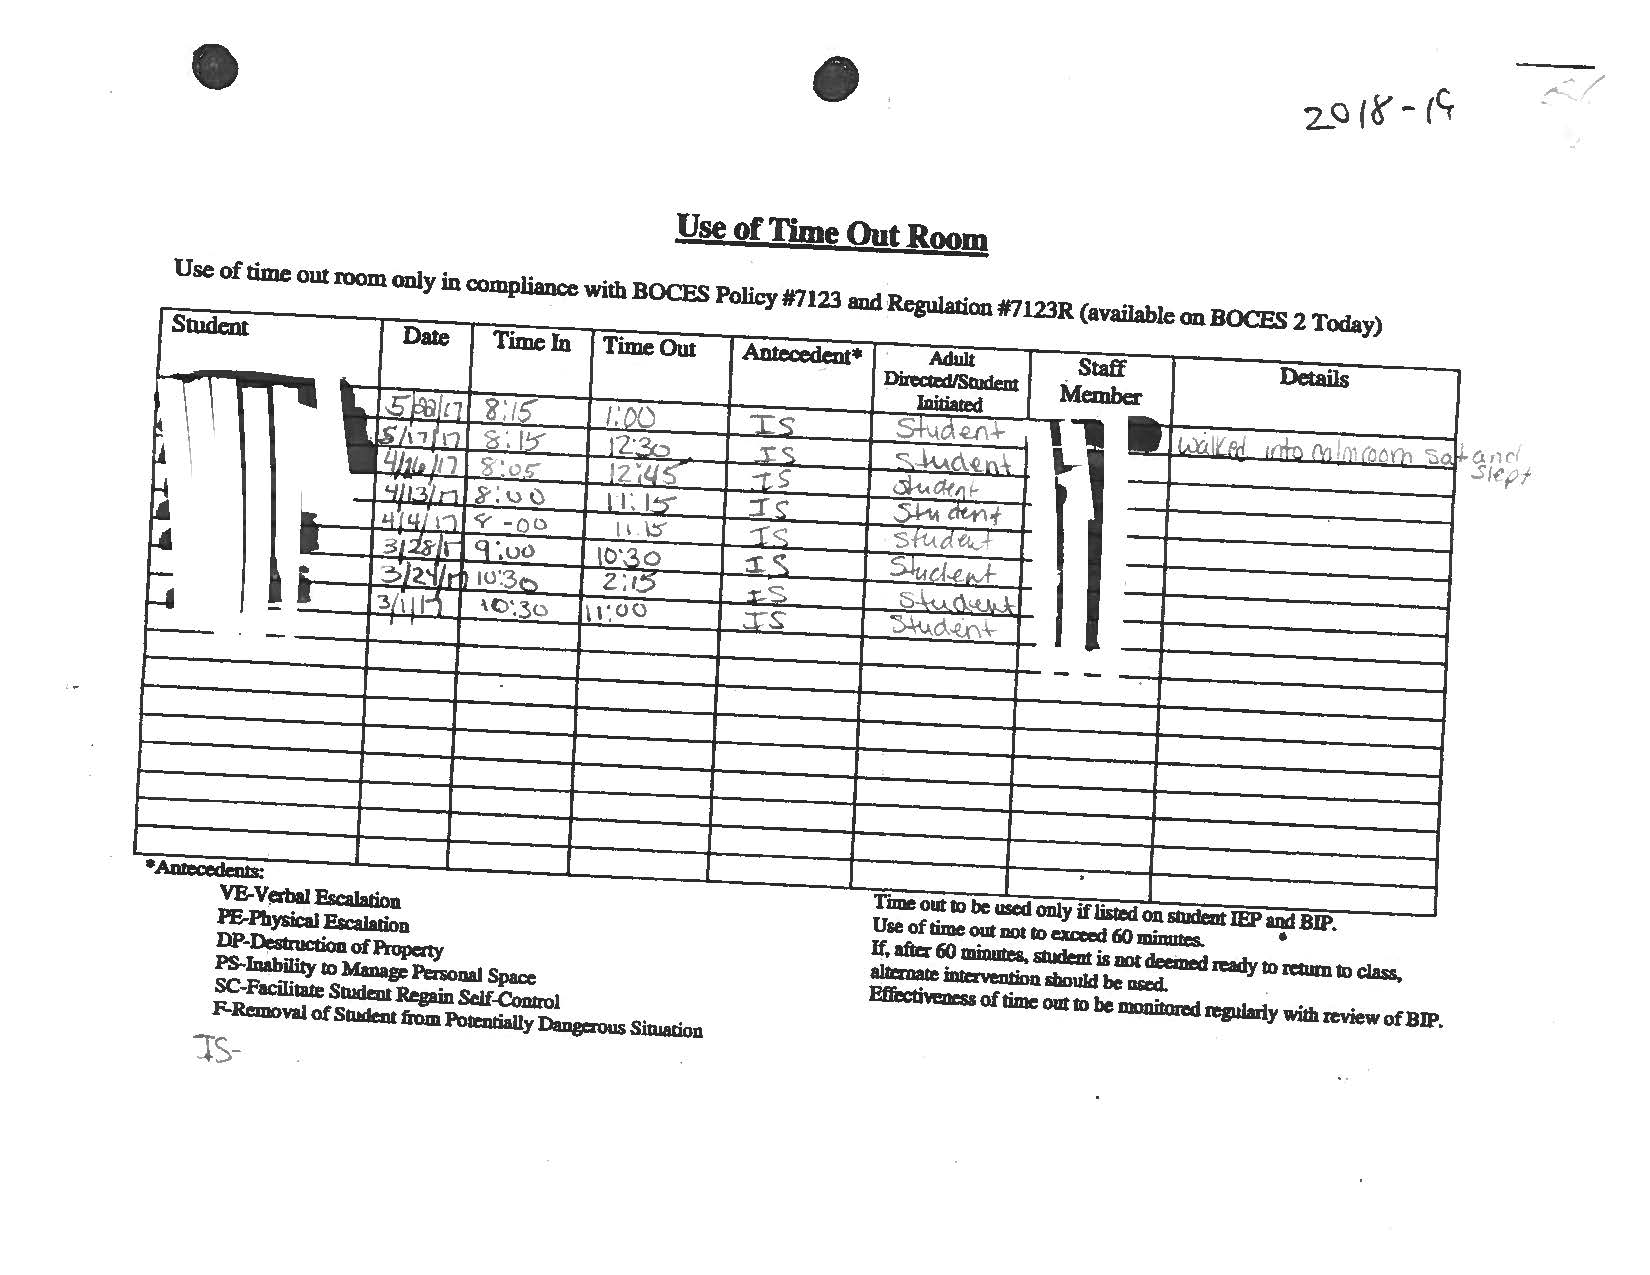 2018-19
Use of Time Out Room
Use of time out room only in compliance with BOCES Policy #7123 and Regulation #7123R (available on BOCES 2 Today)
Student Date Time In Time Out Antecedent* Adult Directed/Student Initiated Staff Member Details
5/ /17 8:15 1:00 IS Student
5/17/17 8:15 12:30 IS Student walked into room sat and slept
4/26/17 8:05 12:45 IS Student
4/13/17 8:00 11:15 IS Student
4/4/17 8-00 11:15 IS Student
3/28/17 9:00 10:30 IS Student
3/24/17 10:30 2:15 IS Student
3/1/17 10:30 11:00 IS Student
*Antecedents:
VE-Verbal Escalation
PE-Physical Escalation
DP-Destruction of Property
PS-Inability to Manage Personal Space
SC-Facilitate Student Regain Self-Control
F-Removal of Student from Potentially Dangerous Situation
IS-
Time out to be used only if listed on student IEP and BIP.
Use of time out not to exceed 60 minutes.
If, after 60 minutes, student is not deemed ready to return to class,
alternate intervention should be used.
Effectiveness of time out to be monitored regularly with review of BIP.